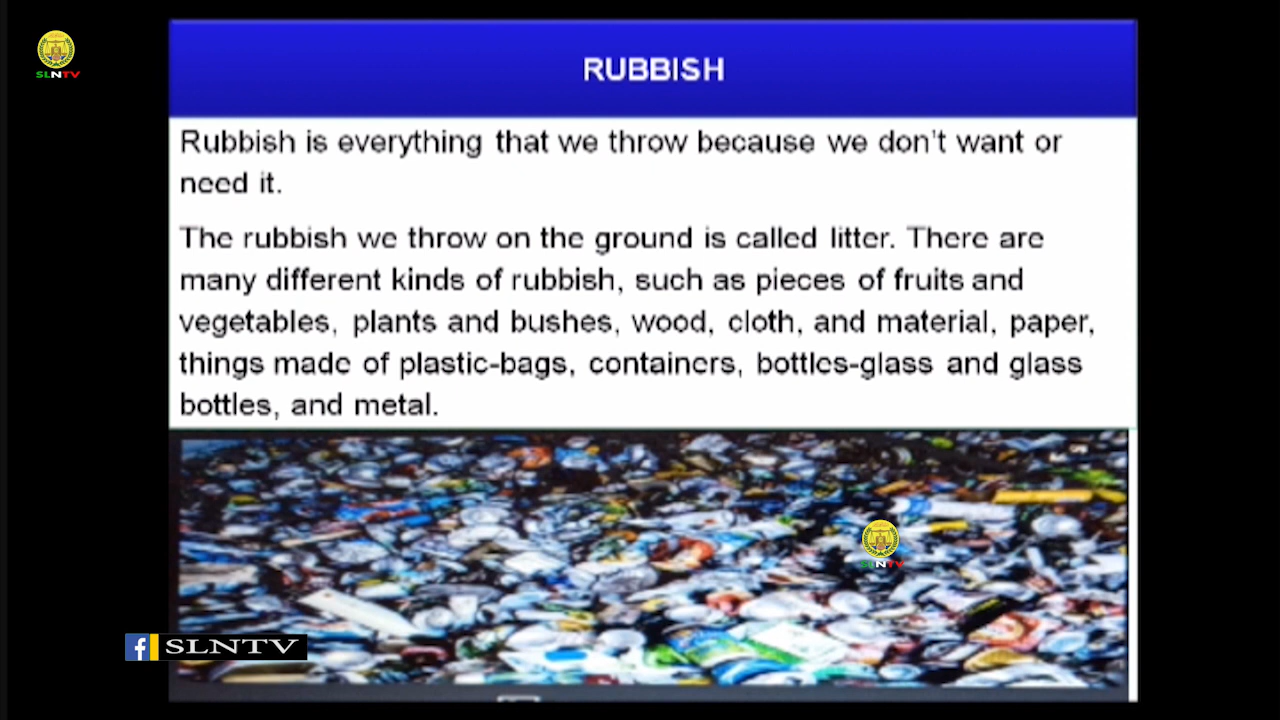 SLNTV
RUBBISH
Rubbish is everything that we throw because we don't want or
need it.
The rubbish we throw on the ground is called litter. There are
many different kinds of rubbish, such as pieces of fruits and
vegetables, plants and bushes, wood, cloth, and material, paper,
things made of plastic-bags, containers, bottles-glass and glass
bottles, and metal.
SLNTV
f SLNTV